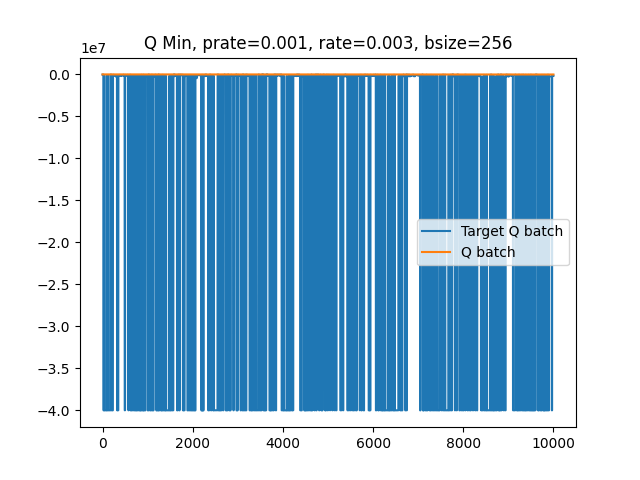 Q Min, prate=0.001, rate=0.003, bsize=256
1e7
0.0
−0.5
−1.0
−1.5
−2.0
−2.5
−3.0
−3.5
−4.0
Target Q batch
Q batch
0 2000 4000 6000 8000 10000